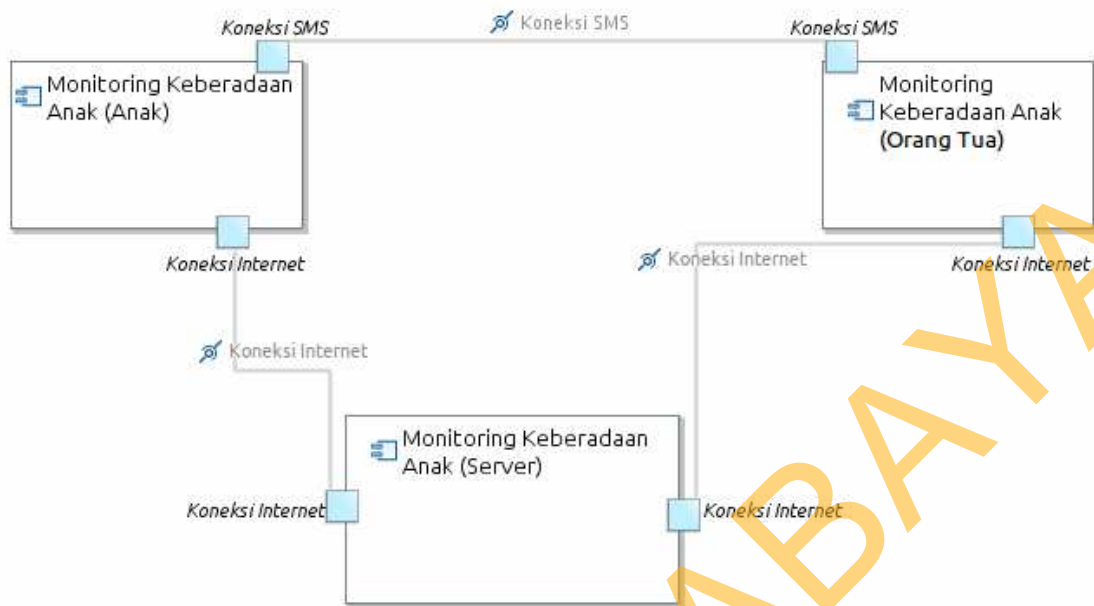 Koneksi SMS
Koneksi SMS
Koneksi SMS
Monitoring Keberadaan
Anak (Anak)
Monitoring
Keberadaan Anak
(Orang Tua)
Koneksi Internet
Koneksi Internet
Koneksi Internet
Koneksi Internet
Monitoring Keberadaan
Anak (Server)
Koneksi Internet
Koneksi Internet
ABAYA